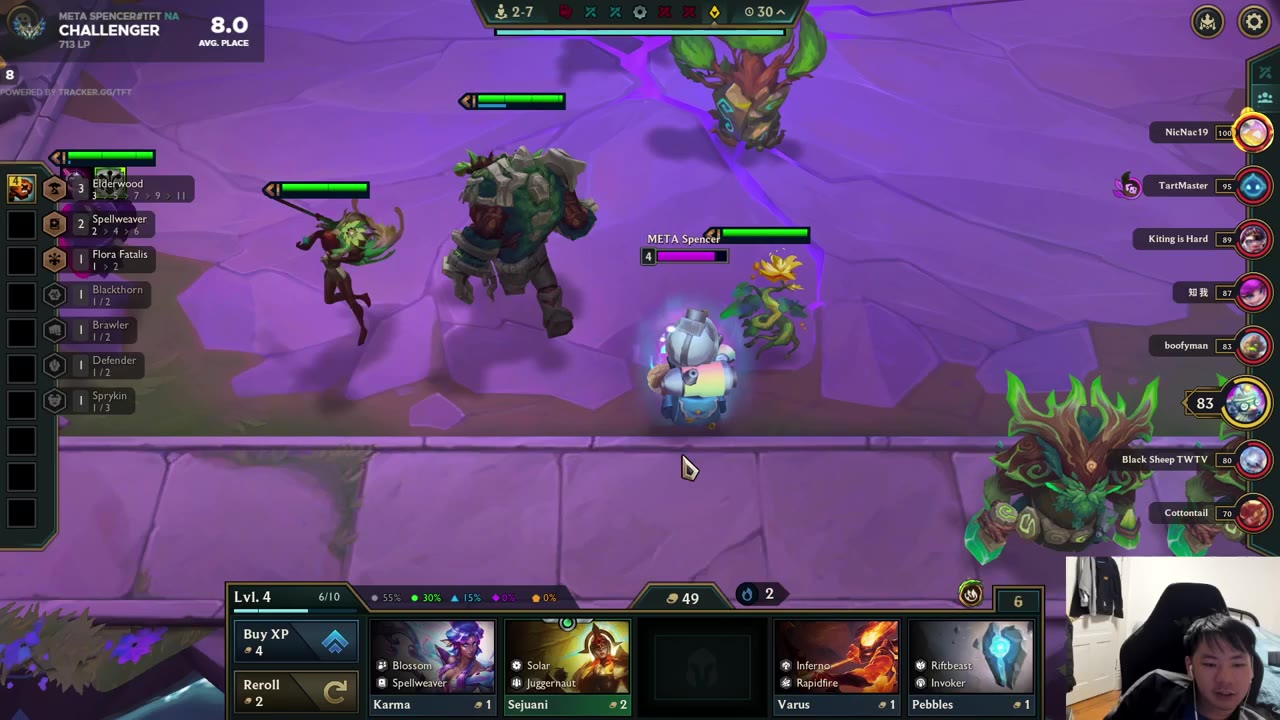 META SPENCER#TFT NA
CHALLENGER
713 LP
8.0
AVG. PLACE
8
POWERED BY TRACKER.GG/TFT
2-7
30
NicNac19 100
TartMaster 95
Kiting is Hard 89
知我 87
boofyman 83
83
Black Sheep TWTV 80
Cottontail 70
4
3 Elderwood
3 > 5 > 7 > 9 > 11
2 Spellweaver
2 > 4 > 6
1 Flora Fatalis
1 > 2
1 Blackthorn
1 / 2
1 Brawler
1 / 2
1 Defender
1 / 2
1 Sprykin
1 / 3
META Spencer
4
Lvl. 4 6/10
55% 30% 15% 0% 0%
49
2
6
Buy XP
4
Reroll
2
Blossom
Spellweaver
Karma 1
Solar
Juggernaut
Sejuani 2
Inferno
Rapidfire
Varus 1
Riftbeast
Invoker
Pebbles 1